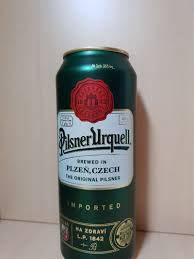 Pilsner Urquell
BREWED IN
PLZEŇ, CZECH
THE ORIGINAL PILSNER
IMPORTED
NA ZDRAVÍ
L.P. 1842